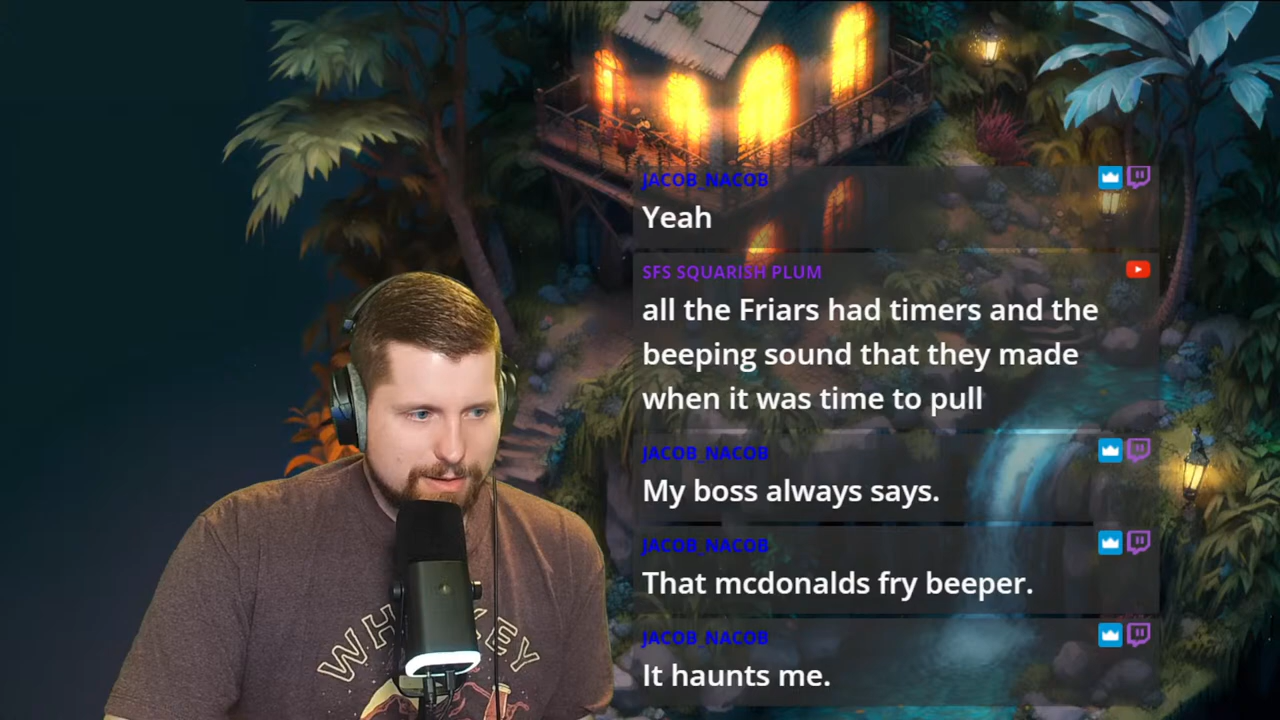 JACOB_NACOB
Yeah
SFS SQUARISH PLUM
all the Friars had timers and the
beeping sound that they made
when it was time to pull
JACOB_NACOB
My boss always says.
JACOB_NACOB
That mcdonalds fry beeper.
JACOB_NACOB
It haunts me.